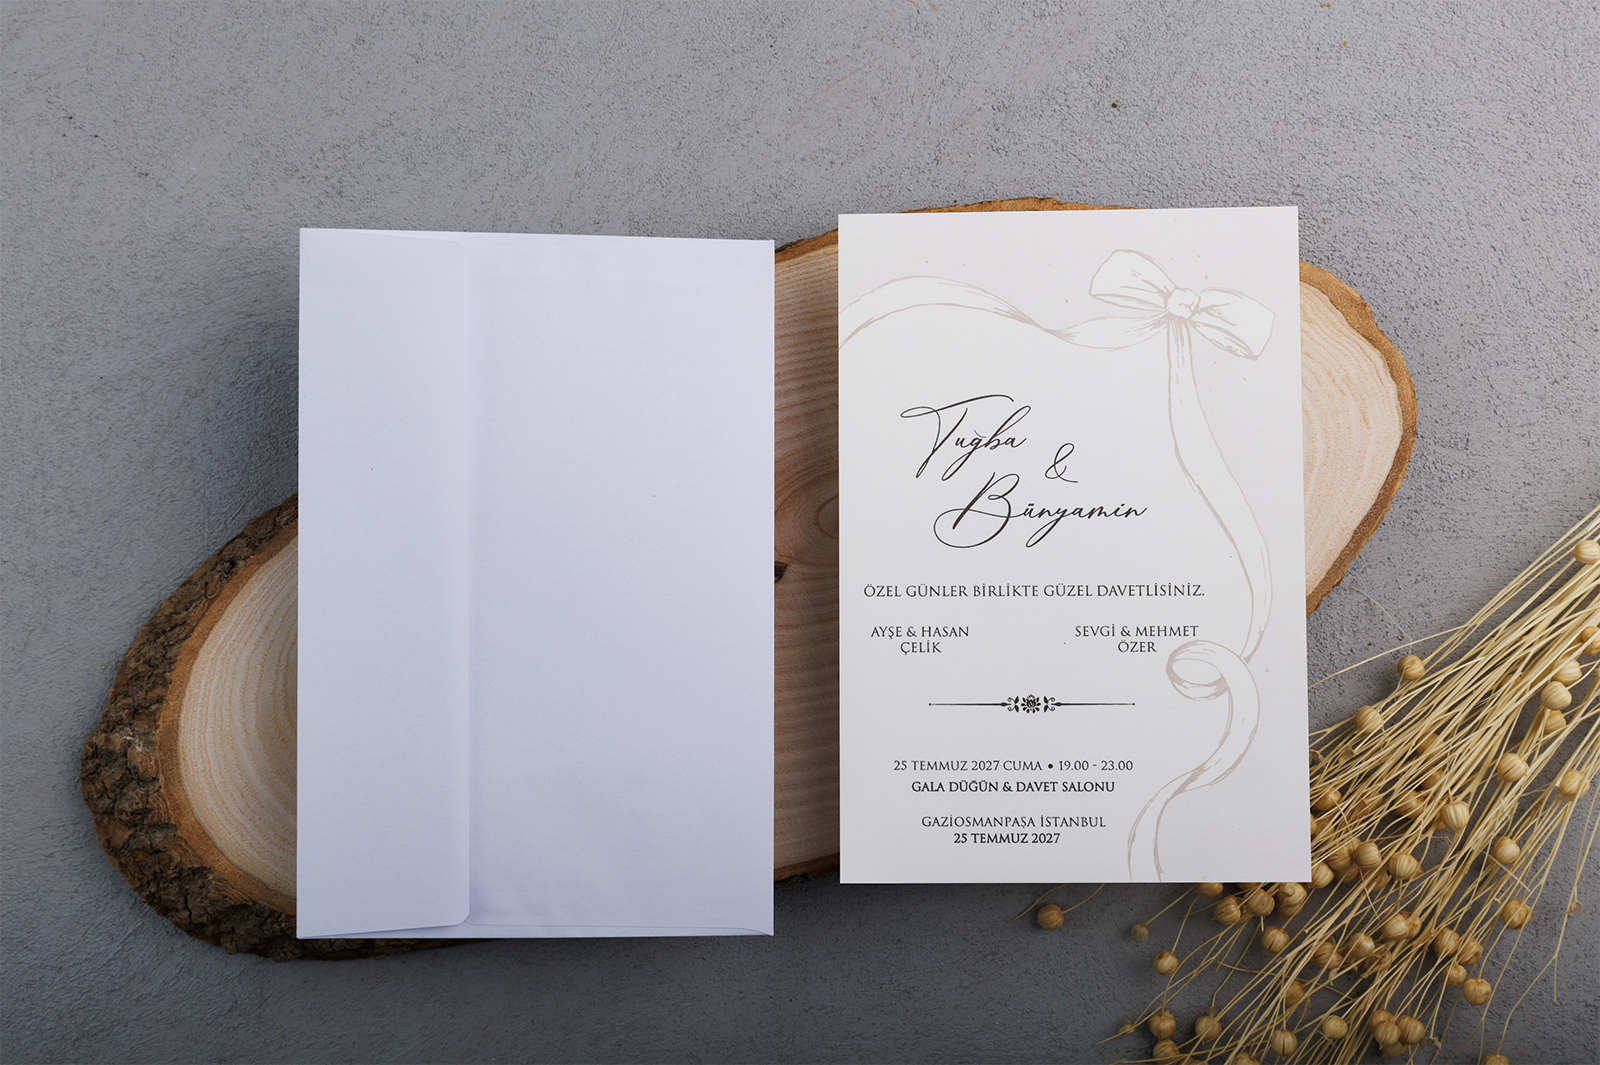 Tuğba
&
Bünyamin
ÖZEL GÜNLER BİRLİKTE GÜZEL DAVETLİSİNİZ.
AYŞE & HASAN
ÇELİK
SEVGİ & MEHMET
ÖZER
25 TEMMUZ 2027 CUMA • 19.00 - 23.00
GALA DÜĞÜN & DAVET SALONU
GAZİOSMANPAŞA İSTANBUL
25 TEMMUZ 2027